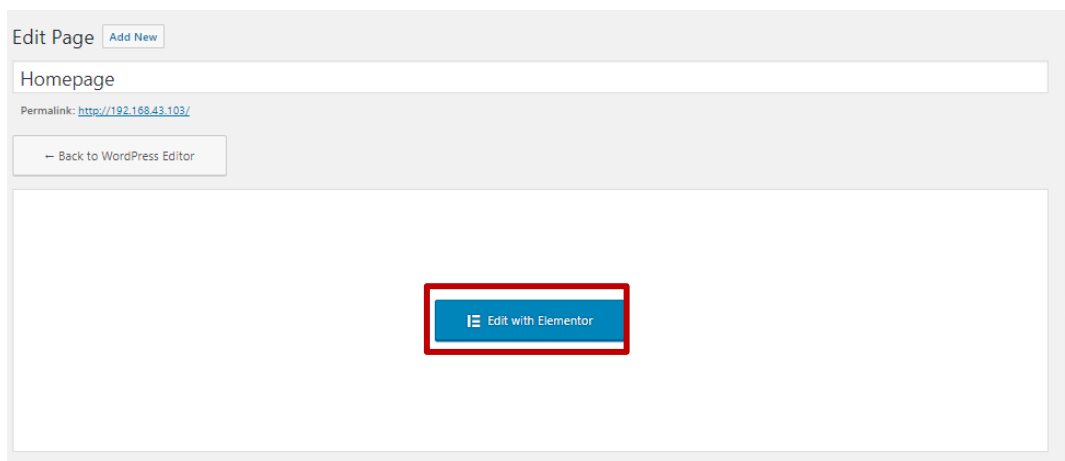 Edit Page Add New
Homepage
Permalink: http://192.168.43.103/
← Back to WordPress Editor
Edit with Elementor